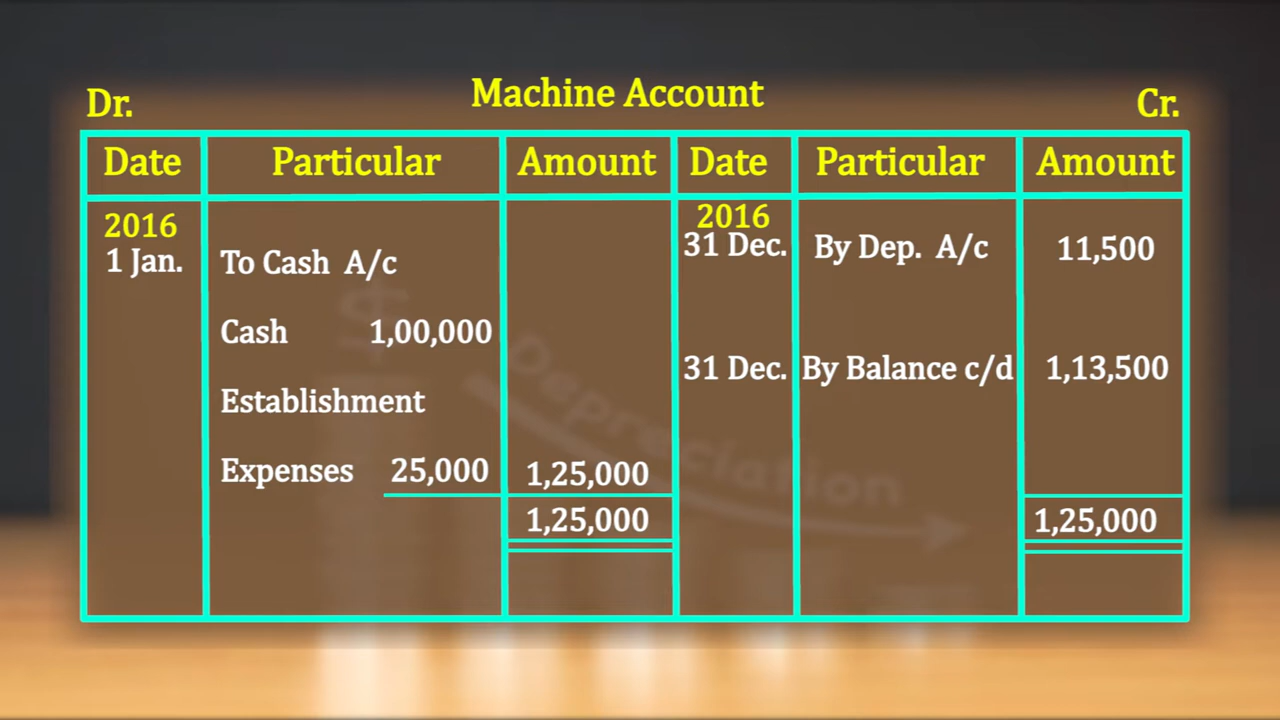 Dr. Machine Account Cr.
Date Particular Amount Date Particular Amount
2016 2016
1 Jan. To Cash A/c 31 Dec. By Dep. A/c 11,500
Cash 1,00,000
31 Dec. By Balance c/d 1,13,500
Establishment
Expenses 25,000 1,25,000
1,25,000 1,25,000
Depreciation